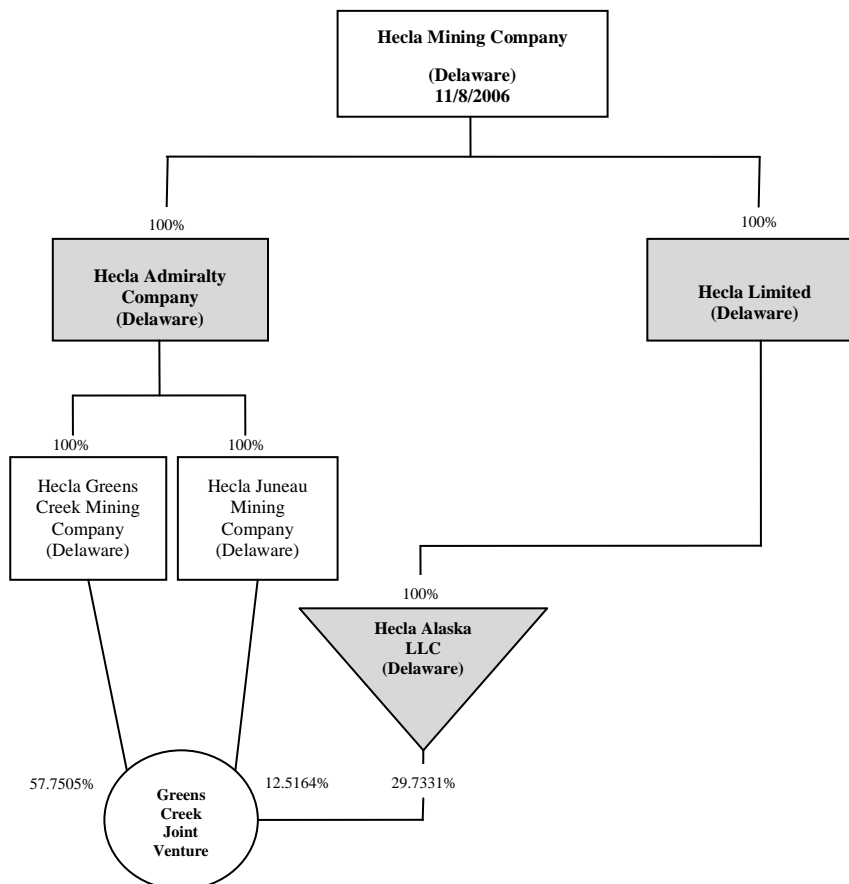 Hecla Mining Company
(Delaware)
11/8/2006
100%
100%
Hecla Admiralty
Company
(Delaware)
Hecla Limited
(Delaware)
100%
100%
Hecla Greens
Creek Mining
Company
(Delaware)
Hecla Juneau
Mining
Company
(Delaware)
100%
Hecla Alaska
LLC
(Delaware)
57.7505%
12.5164%
29.7331%
Greens
Creek
Joint
Venture